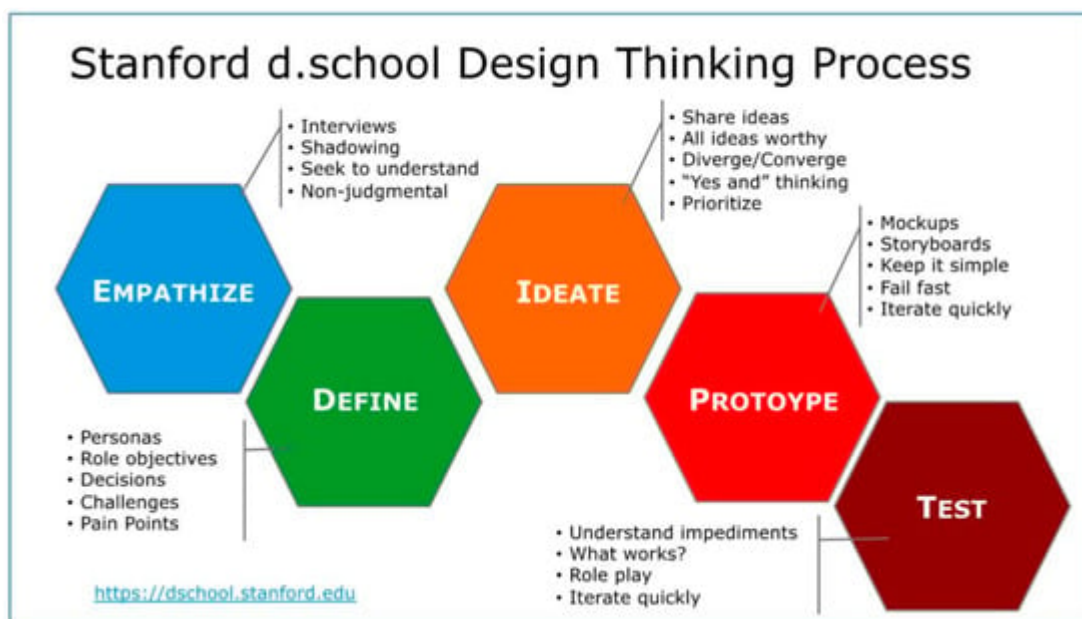 Stanford d.school Design Thinking Process
• Interviews
• Shadowing
• Seek to understand
• Non-judgmental
EMPATHIZE
• Personas
• Role objectives
• Decisions
• Challenges
• Pain Points
DEFINE
• Share ideas
• All ideas worthy
• Diverge/Converge
• "Yes and" thinking
• Prioritize
IDEATE
• Mockups
• Storyboards
• Keep it simple
• Fail fast
• Iterate quickly
PROTOYPE
• Understand impediments
• What works?
• Role play
• Iterate quickly
TEST
https://dschool.stanford.edu